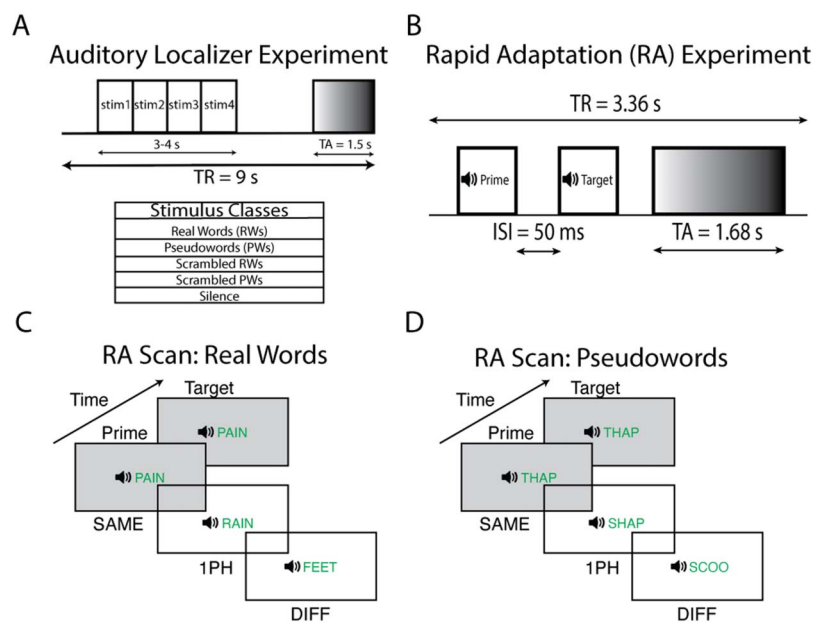 A
Auditory Localizer Experiment
stim1 stim2 stim3 stim4
3-4 s
TA = 1.5 s
TR = 9 s
Stimulus Classes
Real Words (RWs)
Pseudowords (PWs)
Scrambled RWs
Scrambled PWs
Silence
B
Rapid Adaptation (RA) Experiment
TR = 3.36 s
Prime
Target
ISI = 50 ms
TA = 1.68 s
C
RA Scan: Real Words
Time
Target
PAIN
Prime
PAIN
SAME
RAIN
1PH
FEET
DIFF
D
RA Scan: Pseudowords
Time
Target
THAP
Prime
THAP
SAME
SHAP
1PH
SCOO
DIFF